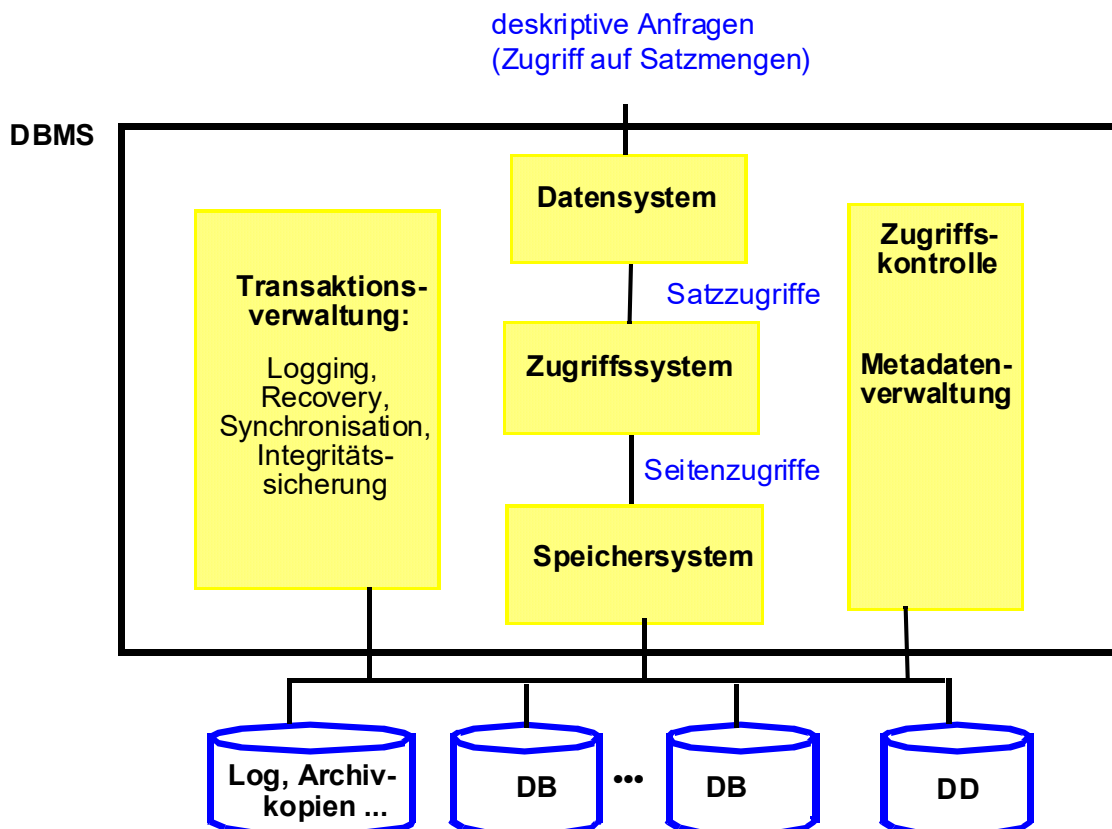 deskriptive Anfragen
(Zugriff auf Satzmengen)
DBMS
Datensystem
Satzzugriffe
Zugriffssystem
Seitenzugriffe
Speichersystem
Transaktions-
verwaltung:
Logging,
Recovery,
Synchronisation,
Integritäts-
sicherung
Zugriffs-
kontrolle
Metadaten-
verwaltung
Log, Archiv-
kopien ...
DB
•••
DB
DD